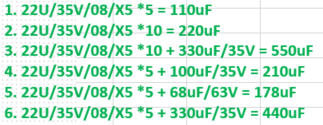 1. 22U/35V/08/X5 *5 = 110uF
2. 22U/35V/08/X5 *10 = 220uF
3. 22U/35V/08/X5 *10 + 330uF/35V = 550uF
4. 22U/35V/08/X5 *5 + 100uF/35V = 210uF
5. 22U/35V/08/X5 *5 + 68uF/63V = 178uF
6. 22U/35V/08/X5 *5 + 330uF/35V = 440uF